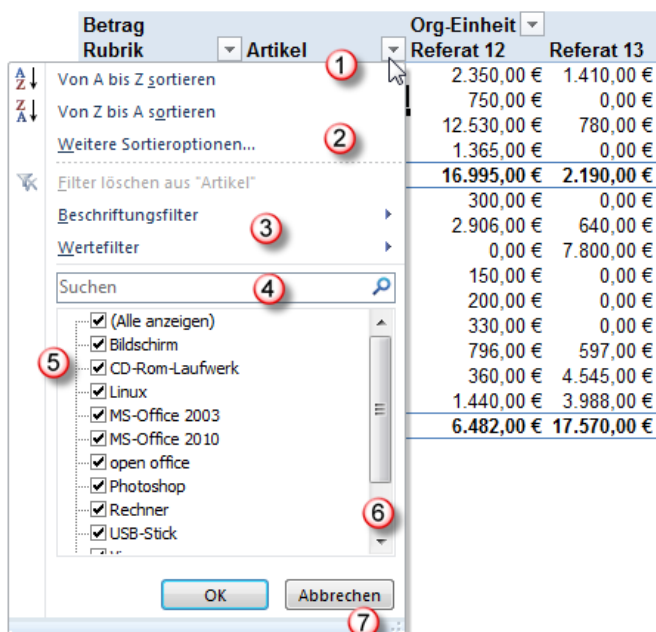 Betrag Org-Einheit
Rubrik Artikel Referat 12 Referat 13
1
Von A bis Z sortieren
Von Z bis A sortieren
2
Weitere Sortieroptionen...
Filter löschen aus "Artikel"
Beschriftungsfilter
3
Wertefilter
Suchen
4
(Alle anzeigen)
Bildschirm
5
CD-Rom-Laufwerk
Linux
MS-Office 2003
MS-Office 2010
open office
Photoshop
Rechner
6
USB-Stick
OK Abbrechen
7
2.350,00 € 1.410,00 €
750,00 € 0,00 €
12.530,00 € 780,00 €
1.365,00 € 0,00 €
16.995,00 € 2.190,00 €
300,00 € 0,00 €
2.906,00 € 640,00 €
0,00 € 7.800,00 €
150,00 € 0,00 €
200,00 € 0,00 €
330,00 € 0,00 €
796,00 € 597,00 €
360,00 € 4.545,00 €
1.440,00 € 3.988,00 €
6.482,00 € 17.570,00 €